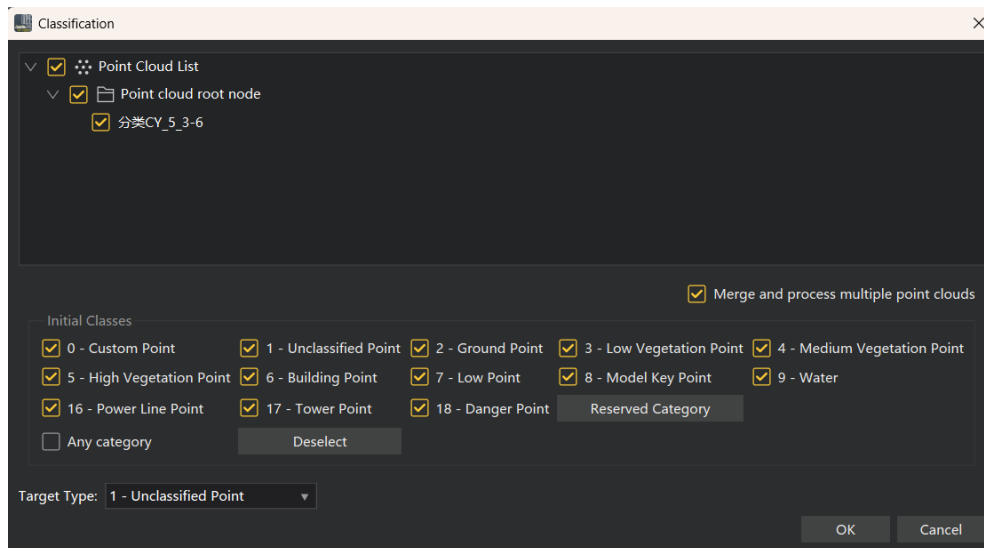 Classification
Point Cloud List
Point cloud root node
分类CY_5_3-6
Merge and process multiple point clouds
Initial Classes
0 - Custom Point 1 - Unclassified Point 2 - Ground Point 3 - Low Vegetation Point 4 - Medium Vegetation Point
5 - High Vegetation Point 6 - Building Point 7 - Low Point 8 - Model Key Point 9 - Water
16 - Power Line Point 17 - Tower Point 18 - Danger Point Reserved Category
Any category Deselect
Target Type: 1 - Unclassified Point
OK Cancel